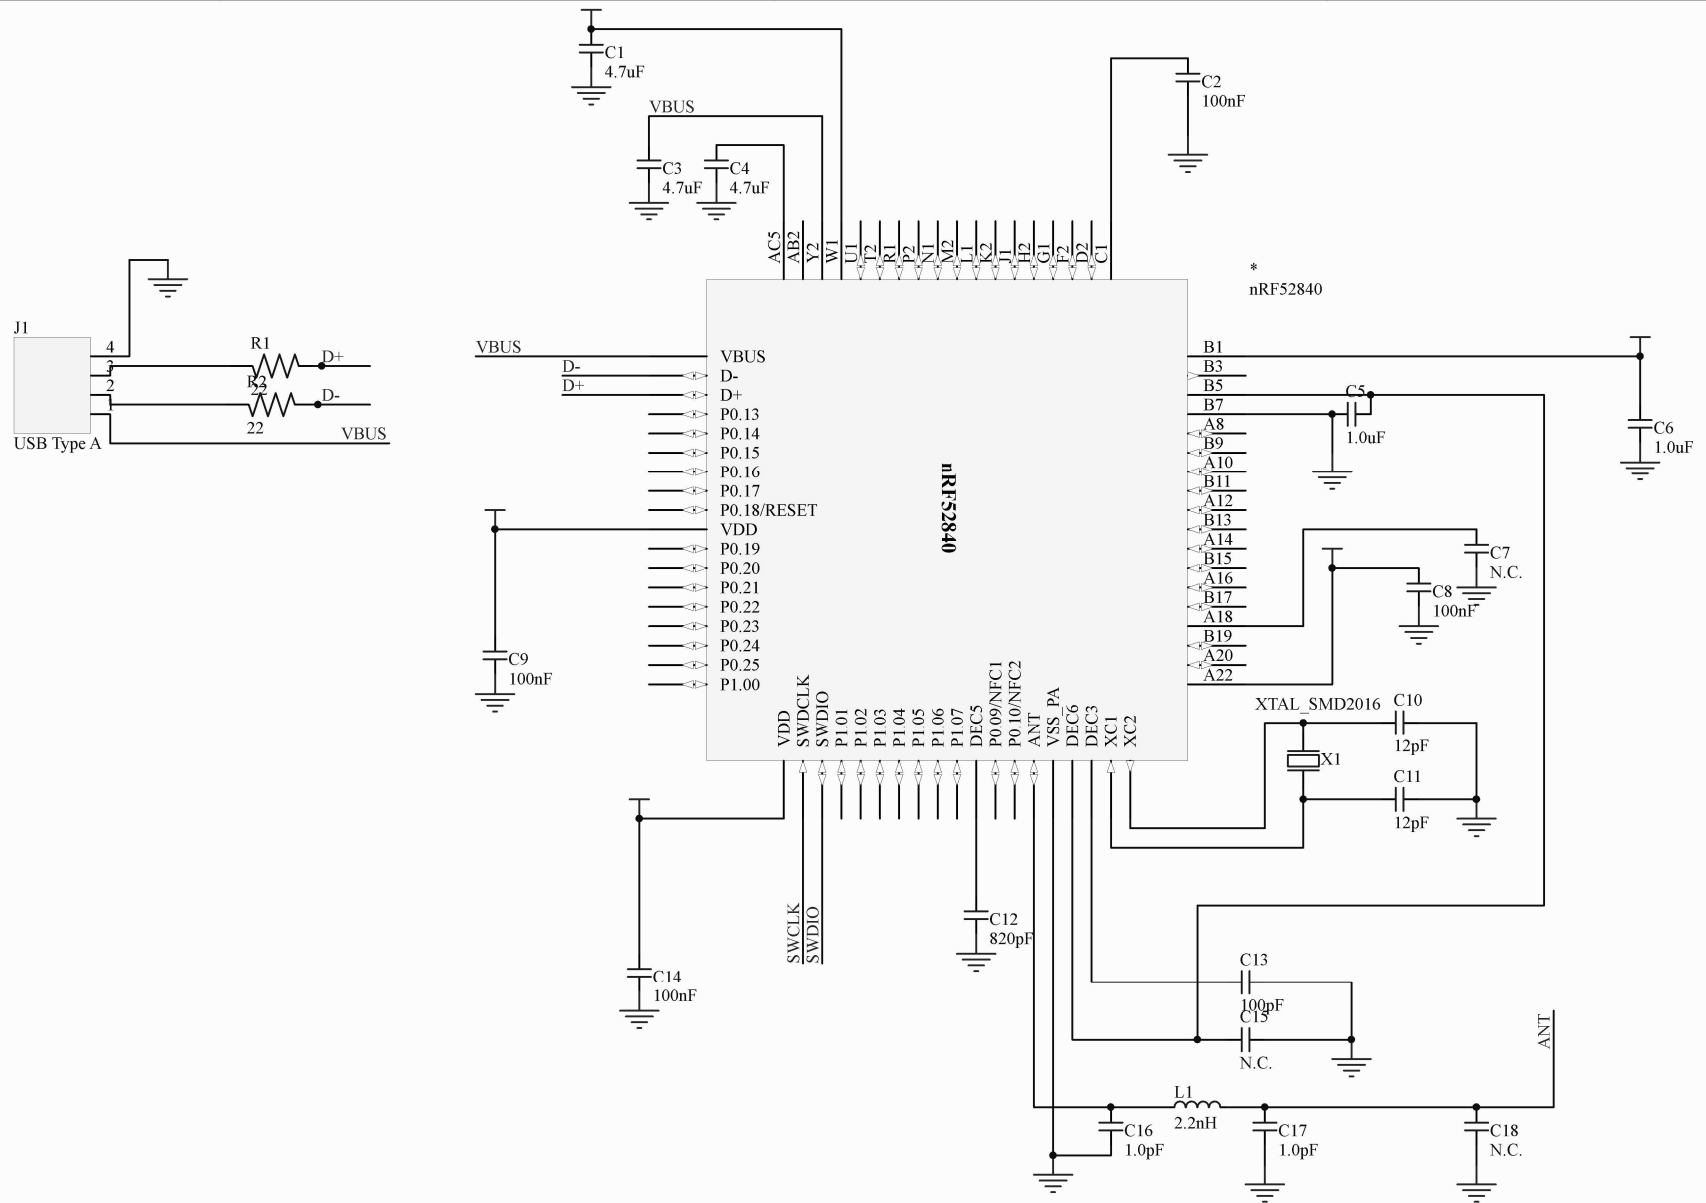 C1
4.7uF
C2
100nF
VBUS
C3
4.7uF
C4
4.7uF
AC5
AB2
Y2
W1
U1
T2
R1
P2
N1
M2
L1
K2
J1
H2
G1
F2
D2
C1
*
nRF52840
J1
4
3
2
1
USB Type A
R1
22
D+
R2
22
D-
VBUS
VBUS
D-
D+
VBUS
D-
D+
P0.13
P0.14
P0.15
P0.16
P0.17
P0.18/RESET
VDD
P0.19
P0.20
P0.21
P0.22
P0.23
P0.24
P0.25
P1.00
nRF52840
B1
B3
B5
B7
A8
B9
A10
B11
A12
B13
A14
B15
A16
B17
A18
B19
A20
A22
C5
1.0uF
C6
1.0uF
C7
N.C.
C8
100nF
C9
100nF
VDD
SWDCLK
SWDIO
P1.01
P1.02
P1.03
P1.04
P1.05
P1.06
P1.07
DEC5
P0.09/NFC1
P0.10/NFC2
ANT
VSS_PA
DEC6
DEC3
XC1
XC2
XTAL_SMD2016
X1
C10
12pF
C11
12pF
SWCLK
SWDIO
C12
820pF
C14
100nF
C13
100pF
C15
N.C.
ANT
L1
2.2nH
C16
1.0pF
C17
1.0pF
C18
N.C.